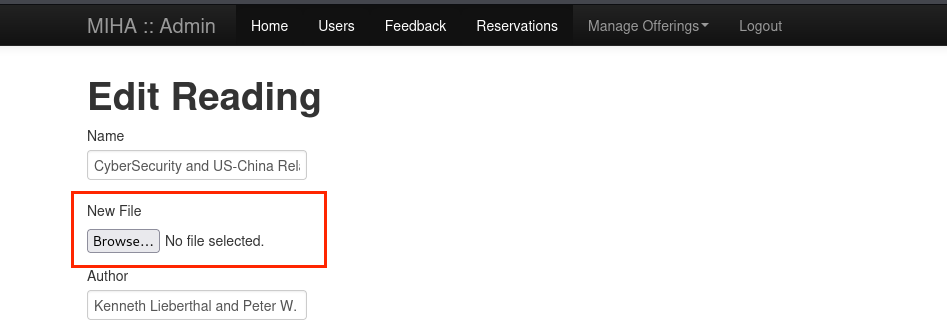 MIHA :: Admin Home Users Feedback Reservations Manage Offerings Logout
Edit Reading
Name
CyberSecurity and US-China Rel
New File
Browse... No file selected.
Author
Kenneth Lieberthal and Peter W.